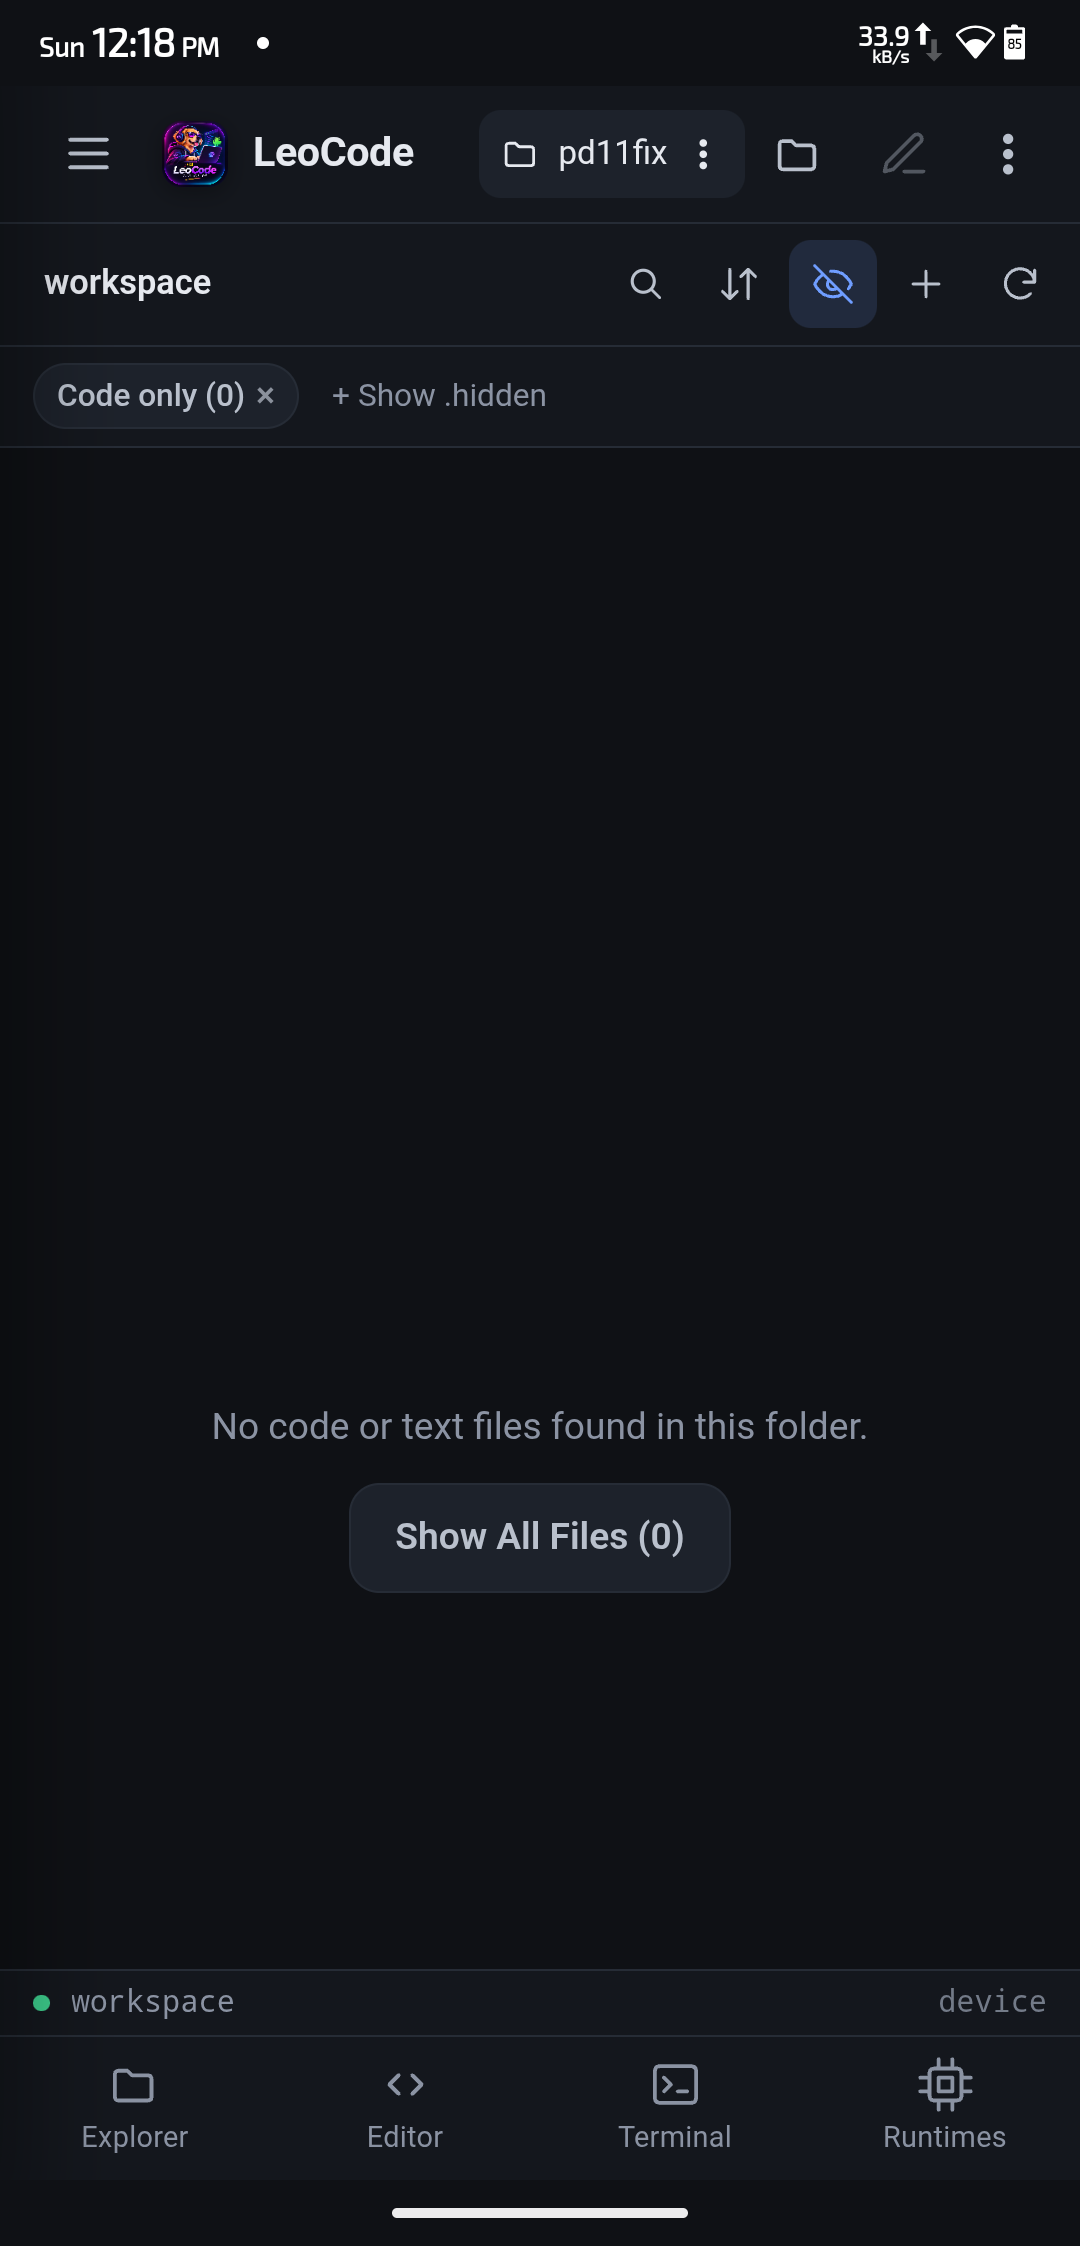 Sun 12:18 PM
33.9 kB/s
85
LeoCode
LeoCode
pd11fix
workspace
Code only (0) ×
+ Show .hidden
No code or text files found in this folder.
Show All Files (0)
workspace
device
Explorer
Editor
Terminal
Runtimes